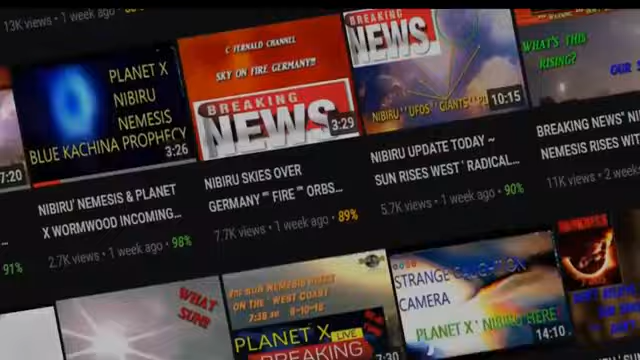 13K views • 1 week ago
7:20
91%
PLANET X
NIBIRU
NEMESIS
BLUE KACHINA PROPHECY
3:26
NIBIRU' NEMESIS & PLANET
X WORMWOOD INCOMING...
2.7K views • 1 week ago • 98%
C FERNALD CHANNEL
SKY ON FIRE GERMANY!!
BREAKING
NEWS
3:29
NIBIRU SKIES OVER
GERMANY "' FIRE "' ORBS...
7.7K views • 1 week ago • 89%
BREAKING
NEWS
10:15
NIBIRU UPDATE TODAY ~
SUN RISES WEST ' RADICAL...
5.7K views • 1 week ago • 90%
WHAT'S THIS
RISING?
OUR S
BREAKING NEWS' NI
NEMESIS RISES WIT
11K views • 2 week
WHAT
SUN!
ON THE ' WEST COAST
PLANET X LIVE
BREAKING
7:30
STRANGE
CAMERA
PLANET X ' NIBIRU HERE
14:10